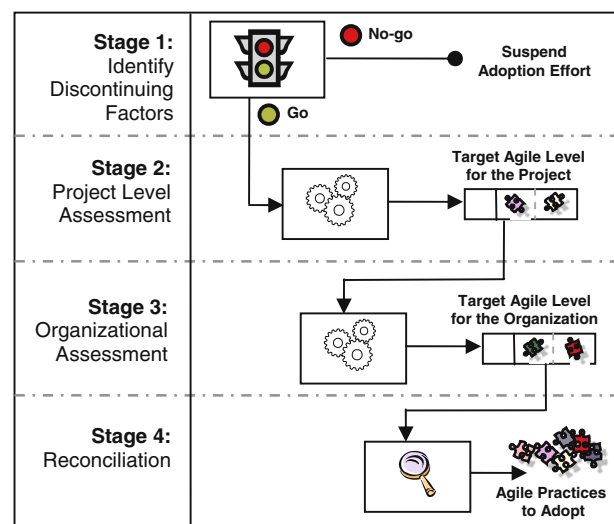 Stage 1:
Identify
Discontinuing
Factors
No-go
Suspend
Adoption Effort
Go
Stage 2:
Project Level
Assessment
Target Agile Level
for the Project
Stage 3:
Organizational
Assessment
Target Agile Level
for the Organization
Stage 4:
Reconciliation
Agile Practices
to Adopt